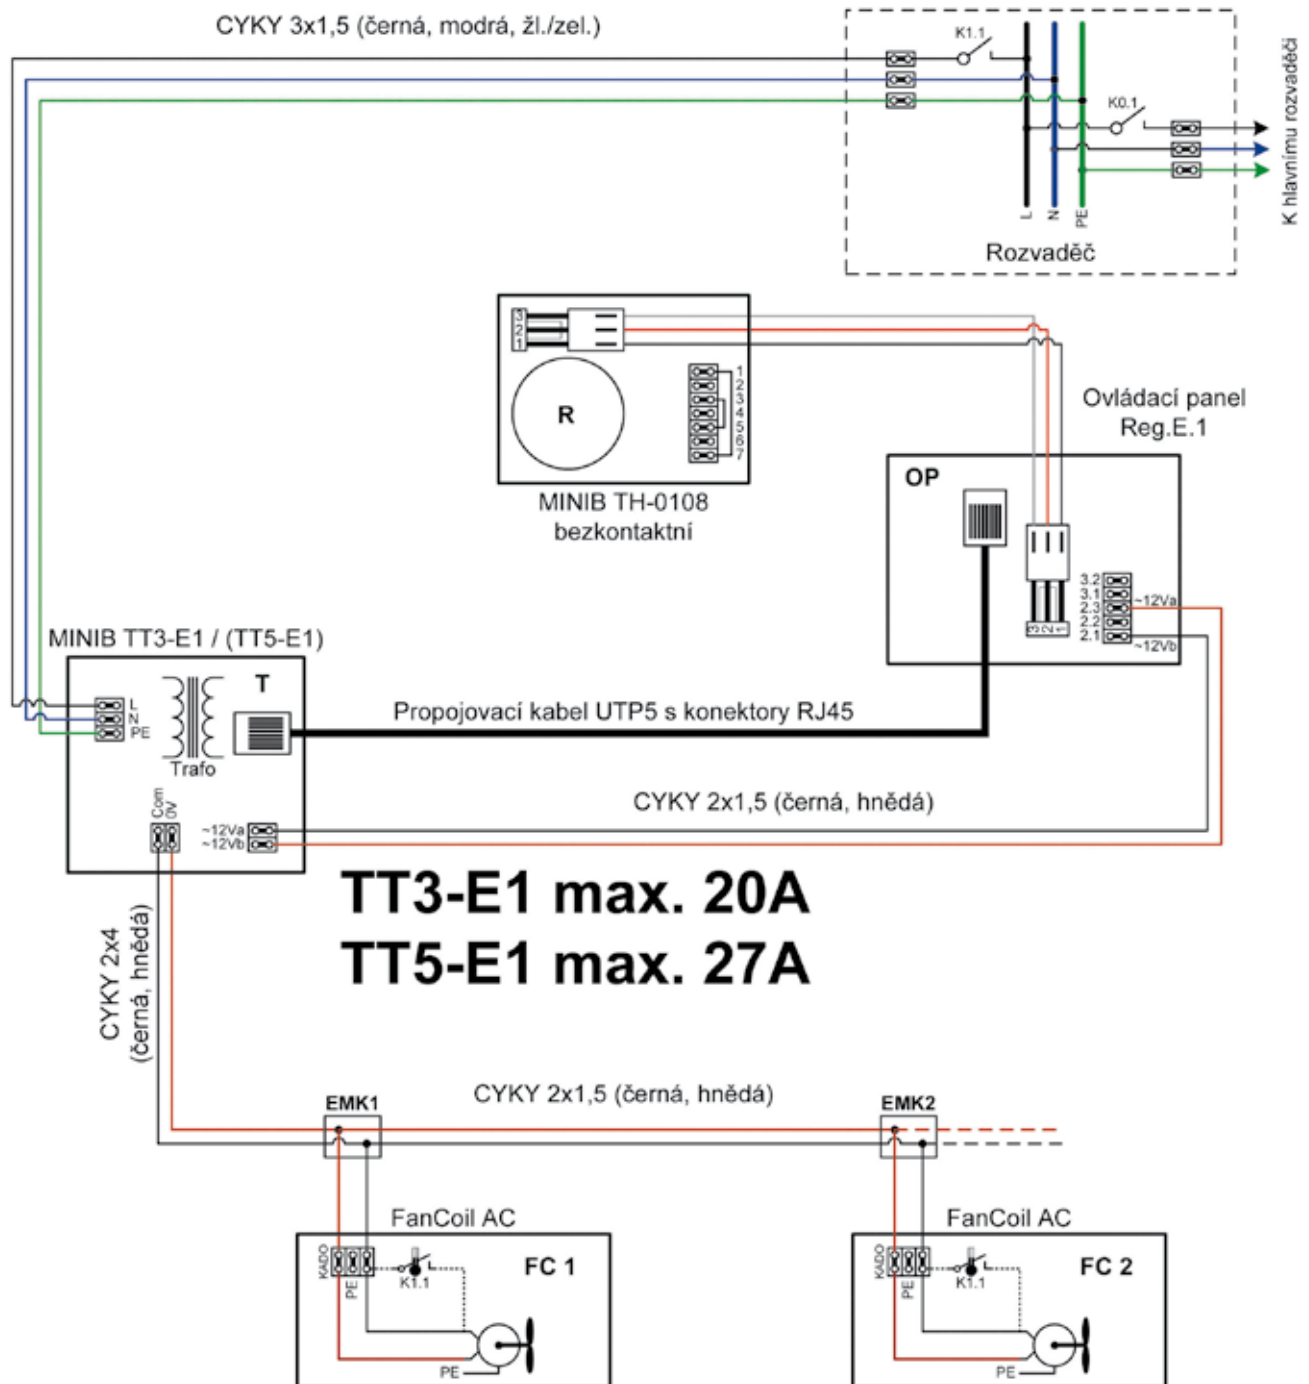 CYKY 3x1,5 (černá, modrá, žl./zel.)
K1.1
K0.1
L
N
PE
Rozvaděč
K hlavnímu rozvaděči
3
2
1
R
1
2
3
4
5
6
7
MINIB TH-0108
bezkontaktní
Ovládací panel
Reg.E.1
OP
3
2
1
3.2
3.1
2.3
2.2
2.1
~12Va
~12Vb
MINIB TT3-E1 / (TT5-E1)
L
N
PE
T
Trafo
Com
0V
~12Va
~12Vb
Propojovací kabel UTP5 s konektory RJ45
CYKY 2x1,5 (černá, hnědá)
TT3-E1 max. 20A
TT5-E1 max. 27A
CYKY 2x4
(černá, hnědá)
CYKY 2x1,5 (černá, hnědá)
EMK1
EMK2
FanCoil AC
KADO
PE
K1.1
FC 1
PE
FanCoil AC
KADO
PE
K1.1
FC 2
PE